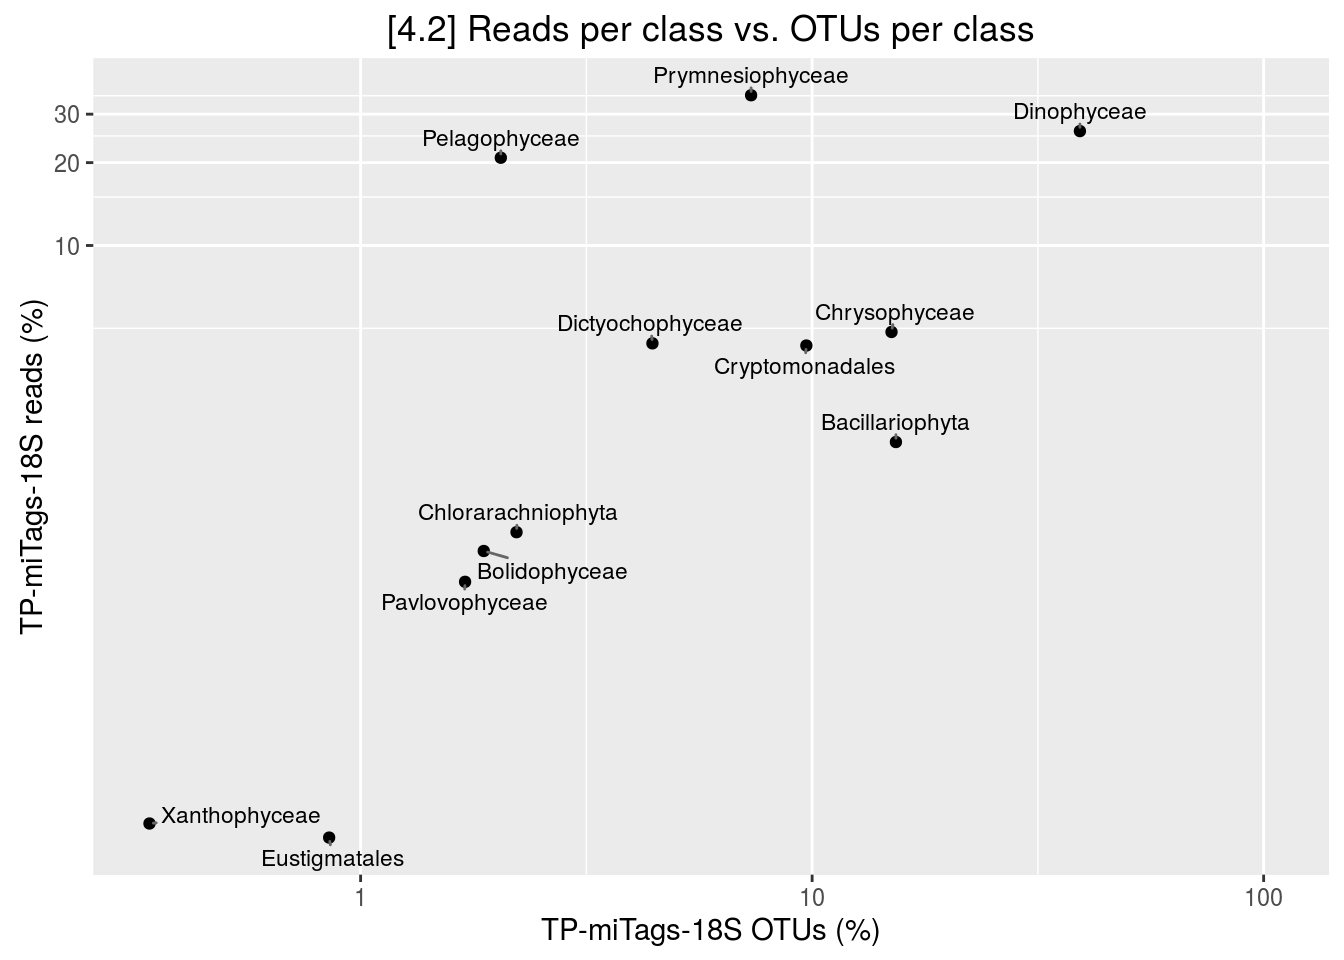 [4.2] Reads per class vs. OTUs per class
Prymnesiophyceae
Dinophyceae
30
Pelagophyceae
20
10
Chrysophyceae
Dictyochophyceae
Cryptomonadales
Bacillariophyta
TP-miTags-18S reads (%)
Chlorarachniophyta
Bolidophyceae
Pavlovophyceae
Xanthophyceae
Eustigmatales
1
10
100
TP-miTags-18S OTUs (%)